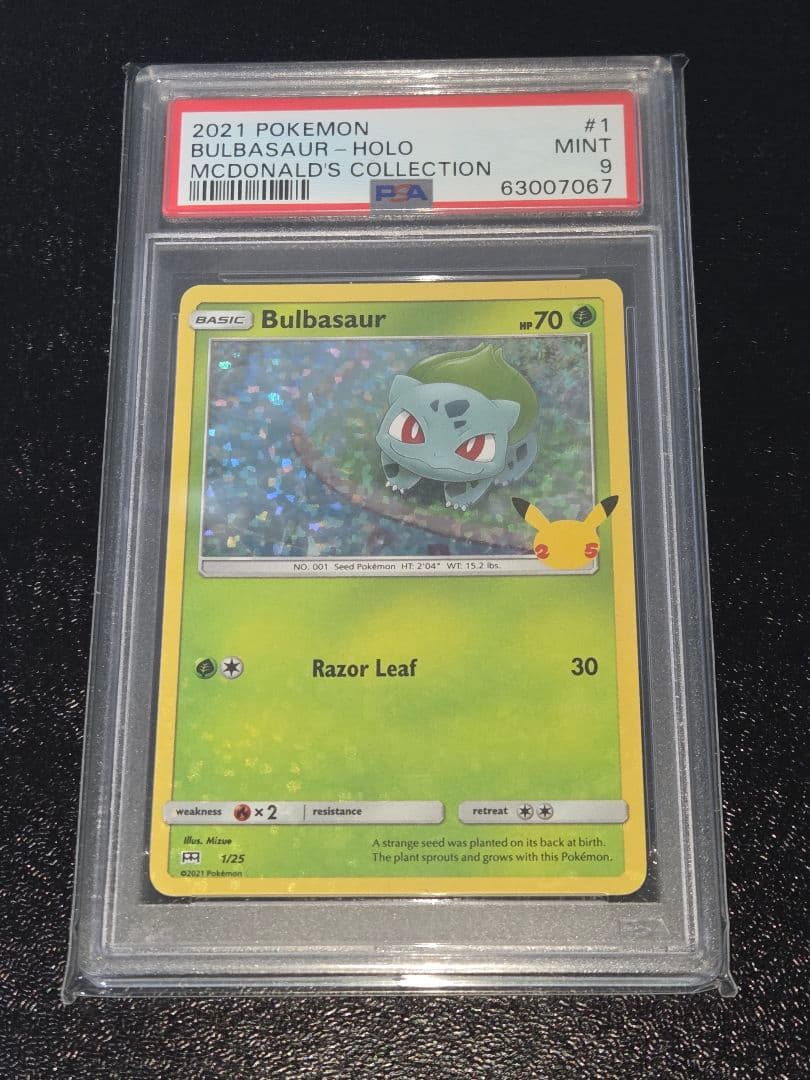 2021 POKEMON #1
BULBASAUR - HOLO MINT
MCDONALD'S COLLECTION 9
PSA 63007067
BASIC Bulbasaur HP 70
25
NO. 001 Seed Pokémon HT: 2'04" WT: 15.2 lbs.
Razor Leaf 30
weakness ×2 resistance retreat
Illus. Mizue
A strange seed was planted on its back at birth.
1/25 The plant sprouts and grows with this Pokémon.
©2021 Pokémon